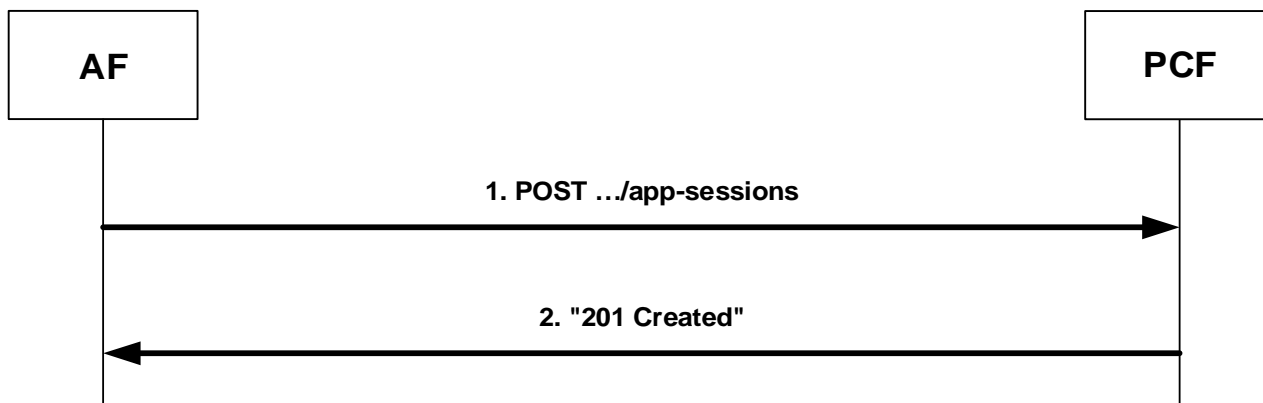 AF
PCF
1. POST …/app-sessions
2. "201 Created"